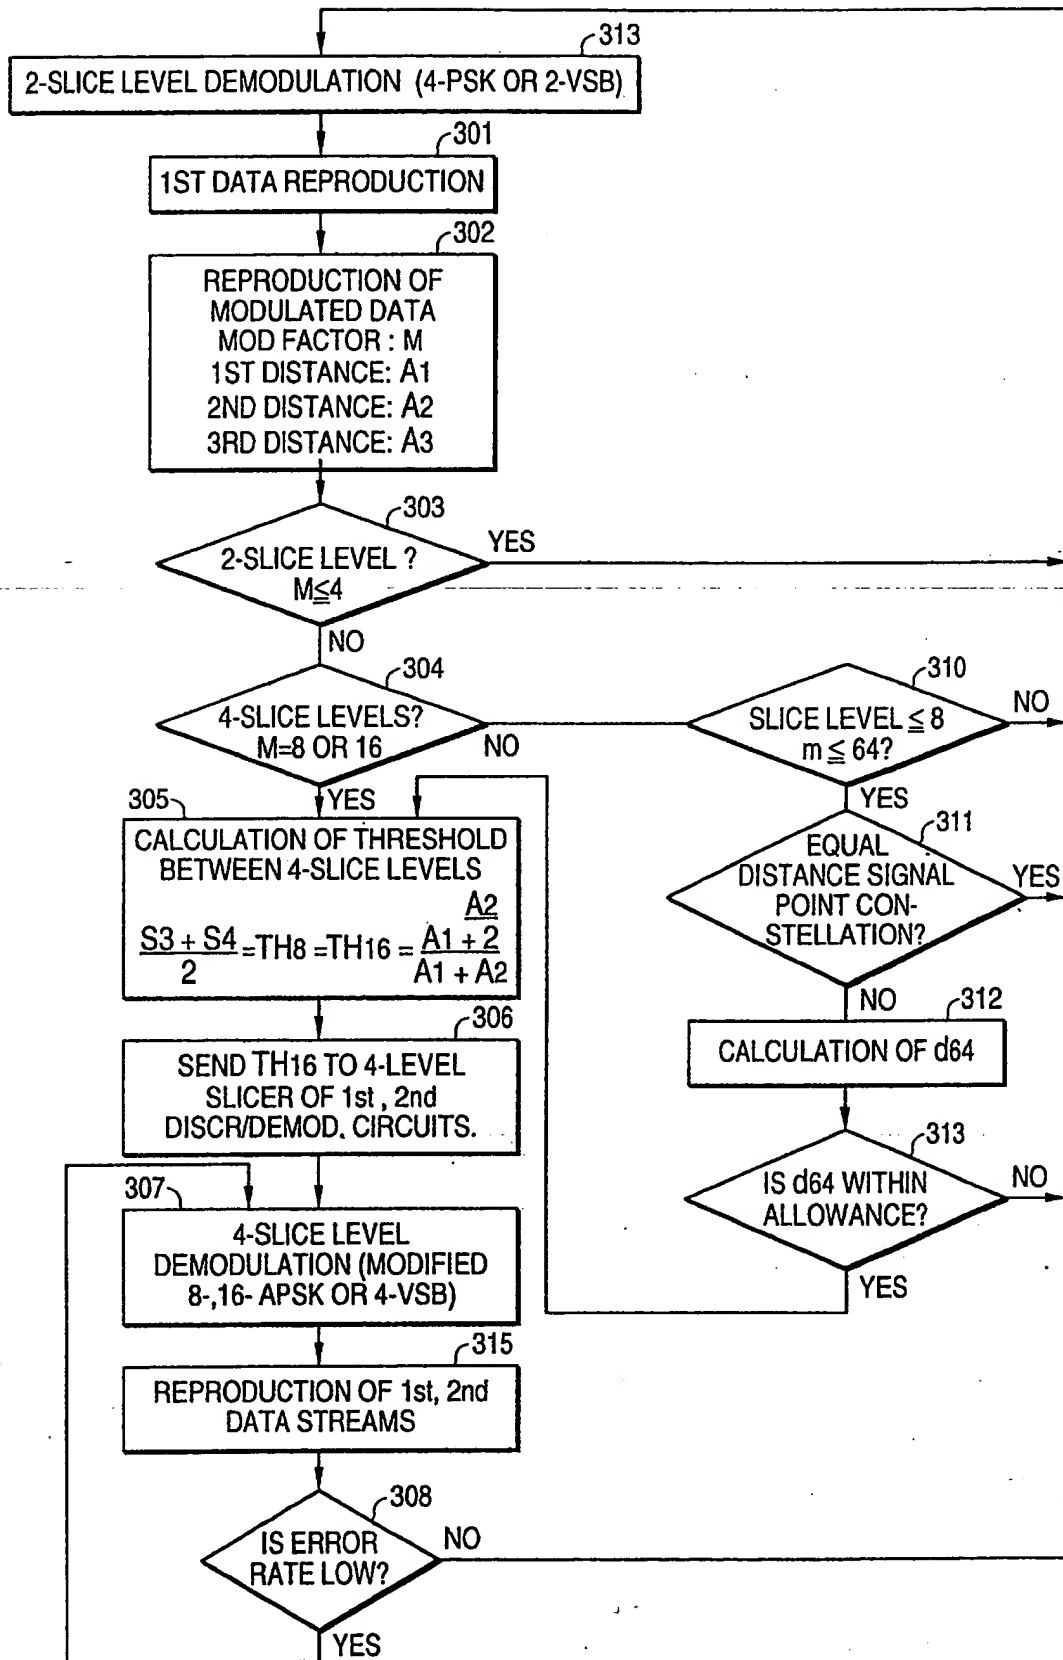 313
2-SLICE LEVEL DEMODULATION (4-PSK OR 2-VSB)
301
1ST DATA REPRODUCTION
302
REPRODUCTION OF
MODULATED DATA
MOD FACTOR : M
1ST DISTANCE: A1
2ND DISTANCE: A2
3RD DISTANCE: A3
303
2-SLICE LEVEL ?
M≦4
YES
NO
304
4-SLICE LEVELS?
M=8 OR 16
NO
YES
310
SLICE LEVEL ≦ 8
m ≦ 64?
NO
YES
311
EQUAL
DISTANCE SIGNAL
POINT CON-
STELLATION?
YES
NO
312
CALCULATION OF d64
313
IS d64 WITHIN
ALLOWANCE?
NO
YES
305
CALCULATION OF THRESHOLD
BETWEEN 4-SLICE LEVELS
A2
S3 + S4 =TH8 =TH16 = A1 + 2
2 A1 + A2
306
SEND TH16 TO 4-LEVEL
SLICER OF 1st , 2nd
DISCR/DEMOD. CIRCUITS.
307
4-SLICE LEVEL
DEMODULATION (MODIFIED
8-,16- APSK OR 4-VSB)
315
REPRODUCTION OF 1st, 2nd
DATA STREAMS
308
IS ERROR
RATE LOW?
NO
YES